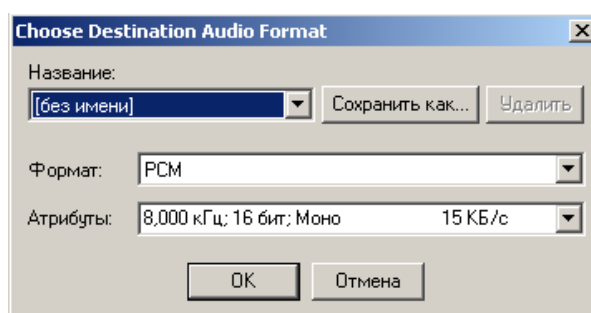 Choose Destination Audio Format
Название:
[без имени] Сохранить как... Удалить
Формат: PCM
Атрибуты: 8,000 кГц; 16 бит; Моно 15 КБ/с
OK Отмена